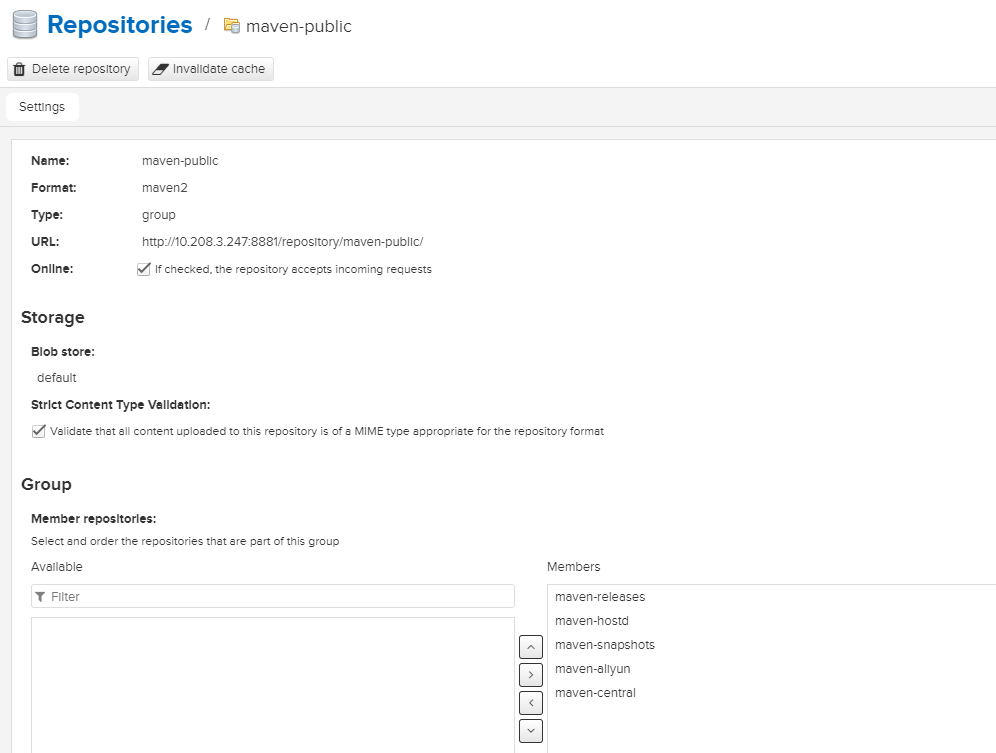 Repositories / maven-public
Delete repository Invalidate cache
Settings
Name: maven-public
Format: maven2
Type: group
URL: http://10.208.3.247:8881/repository/maven-public/
Online: If checked, the repository accepts incoming requests
Storage
Blob store:
default
Strict Content Type Validation:
Validate that all content uploaded to this repository is of a MIME type appropriate for the repository format
Group
Member repositories:
Select and order the repositories that are part of this group
Available
Filter
Members
maven-releases
maven-hostd
maven-snapshots
maven-aliyun
maven-central